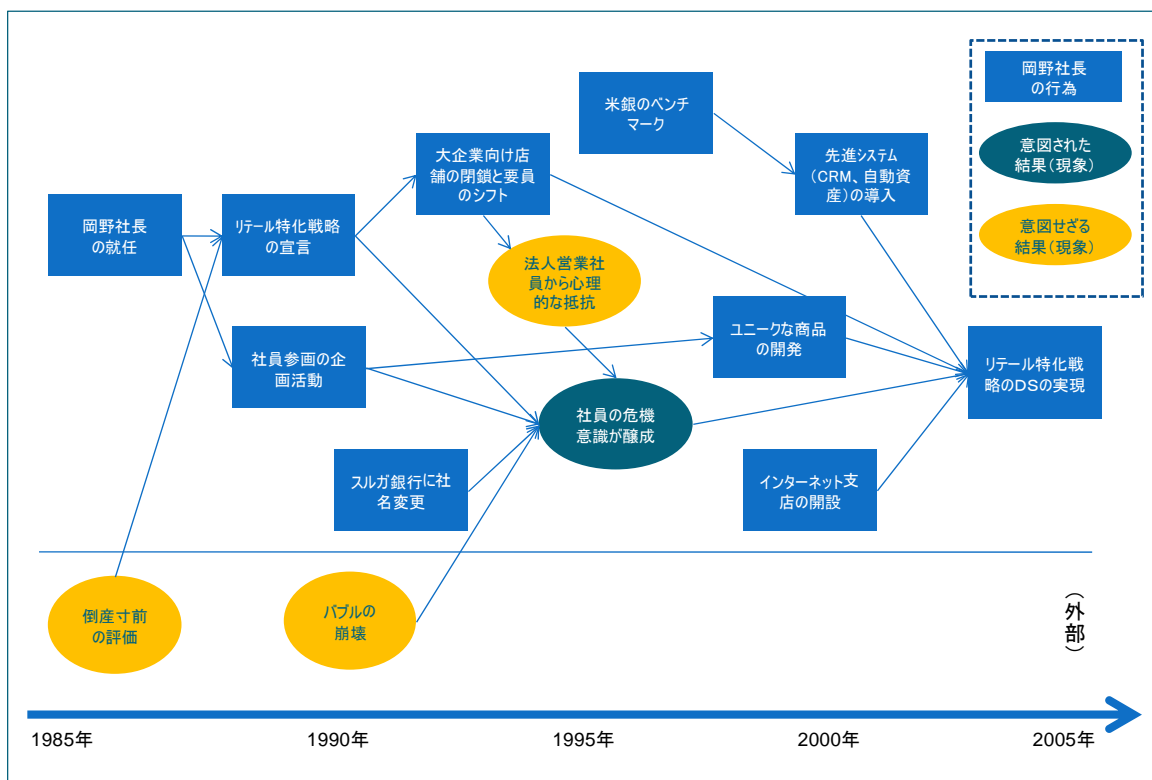 岡野社長
の行為
意図された
結果(現象)
意図せざる
結果(現象)
米銀のベンチ
マーク
大企業向け店
舗の閉鎖と要員
のシフト
先進システム
(CRM、自動資
産)の導入
岡野社長
の就任
リテール特化戦略
の宣言
法人営業社
員から心理
的な抵抗
社員参画の企
画活動
ユニークな商品
の開発
リテール特化戦
略のDSの実現
社員の危機
意識が醸成
スルガ銀行に社
名変更
インターネット支
店の開設
倒産寸前
の評価
バブルの
崩壊
(外部)
1985年
1990年
1995年
2000年
2005年